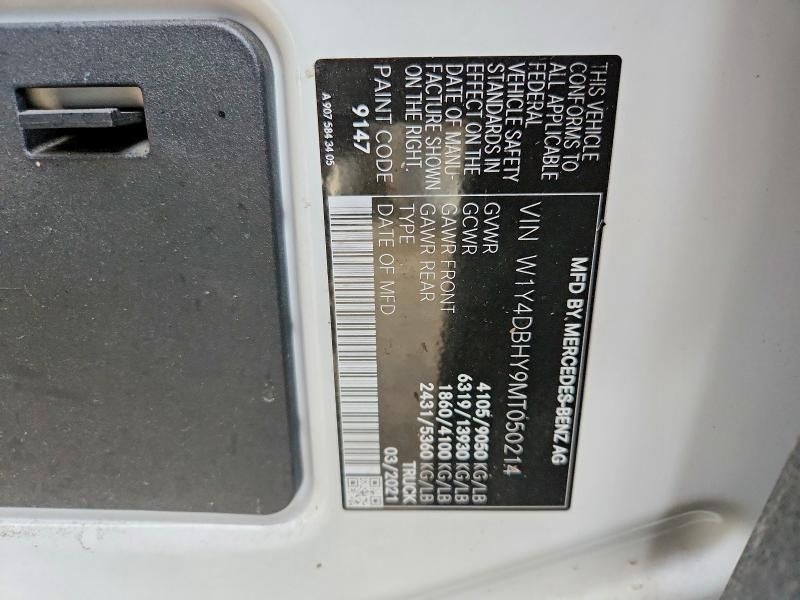 MFD BY MERCEDES-BENZ AG
VIN W1Y4DBHY9MT050214
GVWR 4105/9050 KG/LB
GCWR 6319/13930 KG/LB
GAWR FRONT 1860/4100 KG/LB
GAWR REAR 2431/5360 KG/LB
TYPE TRUCK
DATE OF MFD 03/2021
THIS VEHICLE
CONFORMS TO
ALL APPLICABLE
FEDERAL
VEHICLE SAFETY
STANDARDS IN
EFFECT ON THE
DATE OF MANU-
FACTURE SHOWN
ON THE RIGHT.
PAINT CODE
9147
A 907 584 34 05